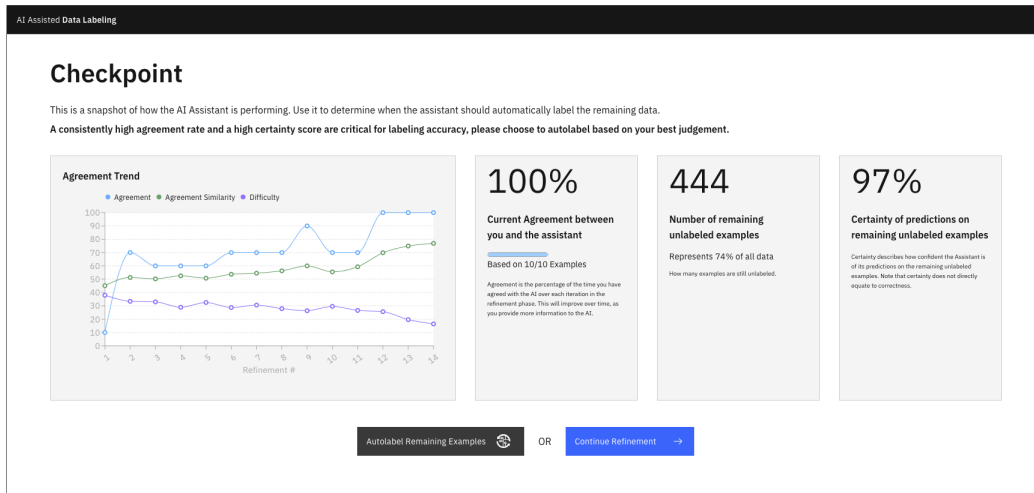 AI Assisted Data Labeling
Checkpoint
This is a snapshot of how the AI Assistant is performing. Use it to determine when the assistant should automatically label the remaining data.
A consistently high agreement rate and a high certainty score are critical for labeling accuracy, please choose to autolabel based on your best judgement.
Agreement Trend
Agreement Agreement Similarity Difficulty
100
90
80
70
60
50
40
30
20
10
0
1 2 3 4 5 6 7 8 9 10 11 12 13 14
Refinement #
100%
Current Agreement between
you and the assistant
Based on 10/10 Examples
Agreement is the percentage of the time you have
agreed with the AI over each iteration in the
refinement phase. This will improve over time, as
you provide more information to the AI.
444
Number of remaining
unlabeled examples
Represents 74% of all data
How many examples are still unlabeled.
97%
Certainty of predictions on
remaining unlabeled examples
Certainty describes how confident the Assistant is
of its predictions on the remaining unlabeled
examples. Note that certainty does not directly
equate to correctness.
Autolabel Remaining Examples
OR
Continue Refinement →